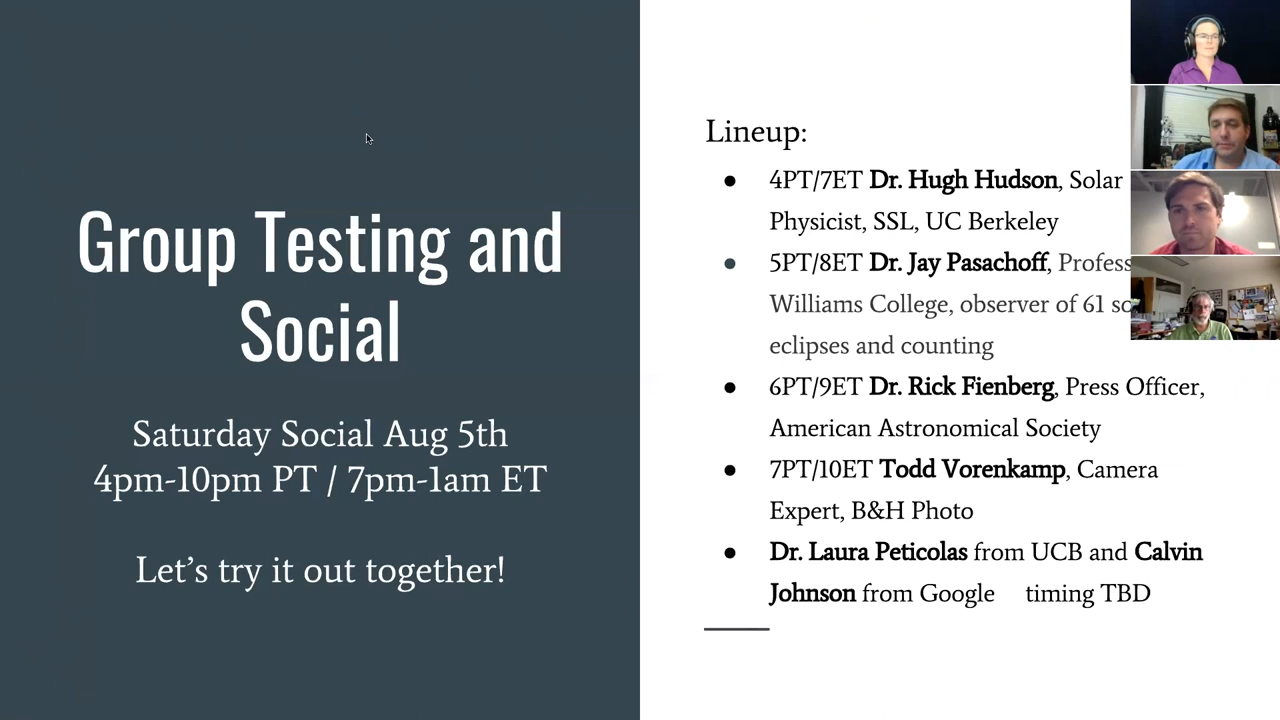 Group Testing and
Social
Saturday Social Aug 5th
4pm-10pm PT / 7pm-1am ET
Let's try it out together!
Lineup:
● 4PT/7ET Dr. Hugh Hudson, Solar
Physicist, SSL, UC Berkeley
● 5PT/8ET Dr. Jay Pasachoff,
Williams College, observer of 61
eclipses and counting
● 6PT/9ET Dr. Rick Fienberg, Press Officer,
American Astronomical Society
● 7PT/10ET Todd Vorenkamp, Camera
Expert, B&H Photo
● Dr. Laura Peticolas from UCB and Calvin
Johnson from Google timing TBD